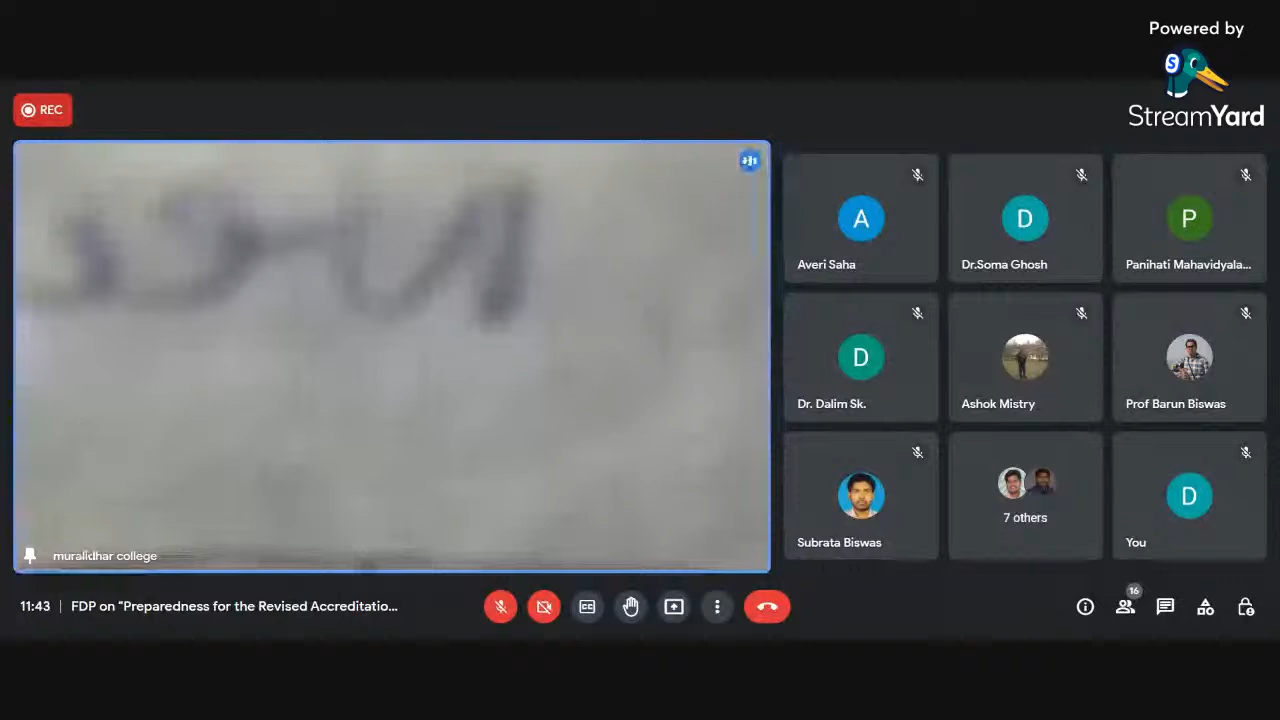 Powered by
StreamYard
REC
A
Averi Saha
D
Dr.Soma Ghosh
P
Panihati Mahavidyala...
D
Dr. Dalim Sk.
Ashok Mistry
Prof Barun Biswas
Subrata Biswas
7 others
D
You
muralidhar college
11:43 | FDP on “Preparedness for the Revised Accreditatio...
16